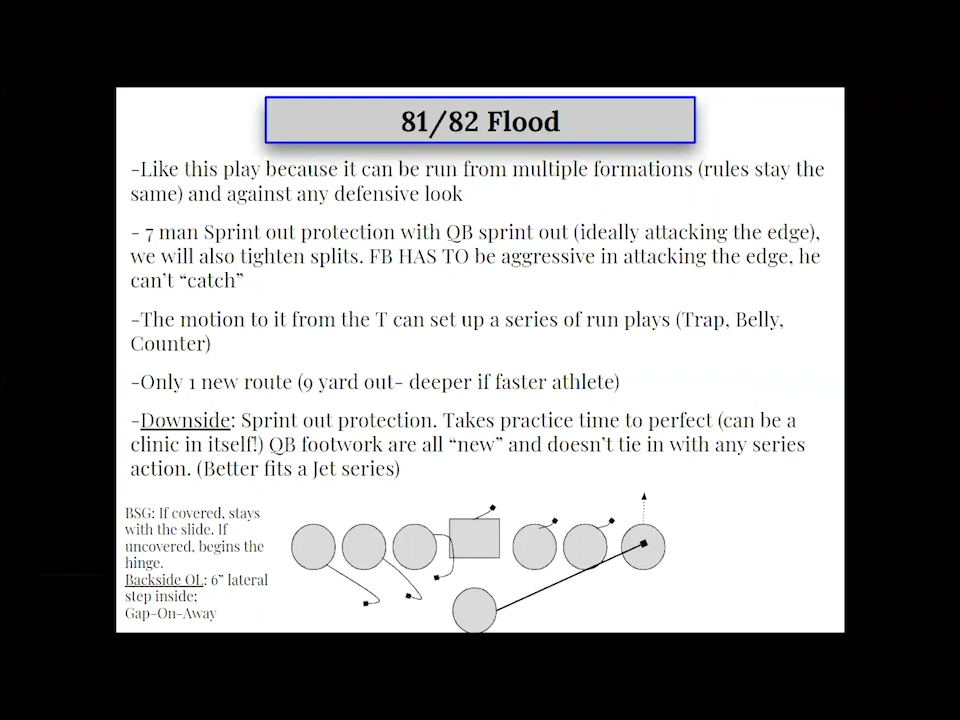 81/82 Flood
-Like this play because it can be run from multiple formations (rules stay the
same) and against any defensive look
- 7 man Sprint out protection with QB sprint out (ideally attacking the edge),
we will also tighten splits. FB HAS TO be aggressive in attacking the edge, he
can't “catch”
-The motion to it from the T can set up a series of run plays (Trap, Belly,
Counter)
-Only 1 new route (9 yard out- deeper if faster athlete)
-Downside: Sprint out protection. Takes practice time to perfect (can be a
clinic in itself!) QB footwork are all “new” and doesn't tie in with any series
action. (Better fits a Jet series)
BSG: If covered, stays
with the slide. If
uncovered, begins the
hinge.
Backside OL: 6” lateral
step inside;
Gap-On-Away